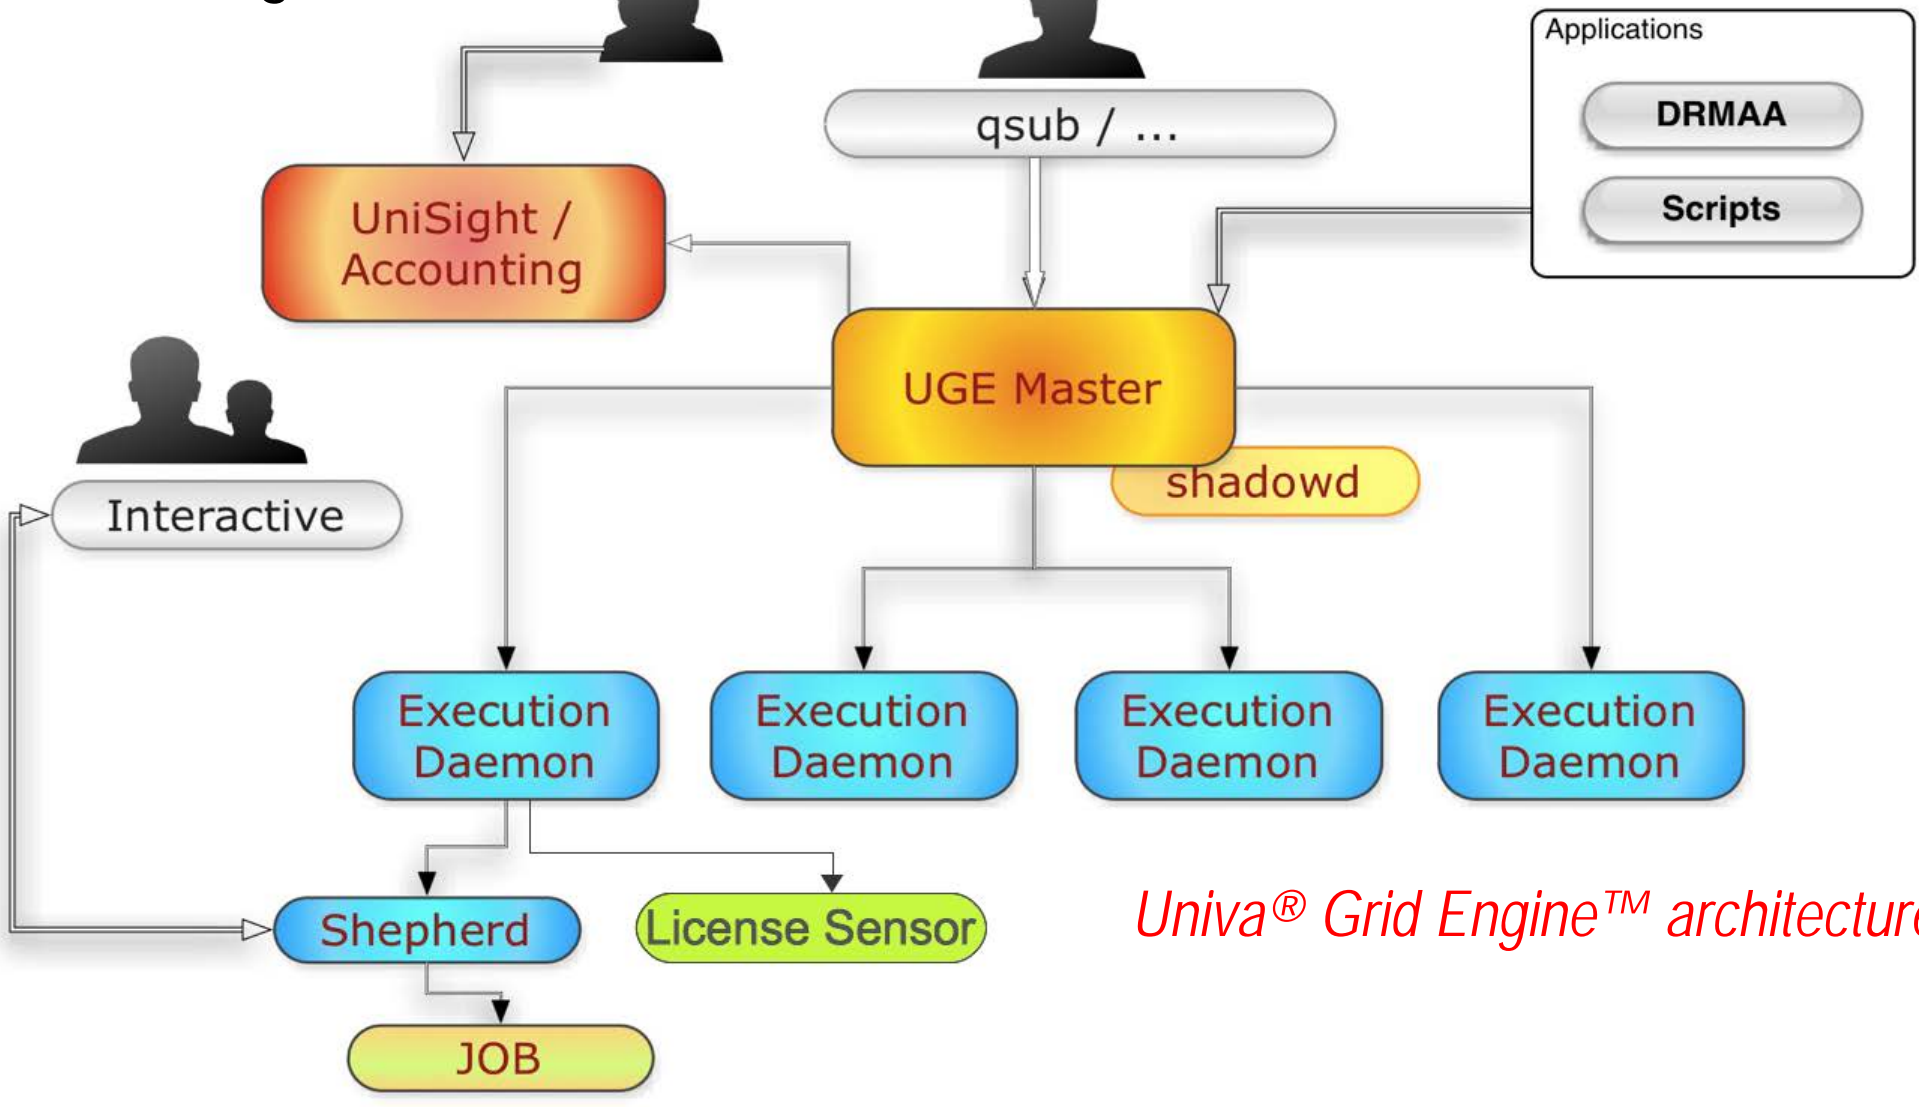 Applications
DRMAA
qsub / ...
Scripts
UniSight /
Accounting
UGE Master
shadowd
Interactive
Execution
Daemon
Execution
Daemon
Execution
Daemon
Execution
Daemon
Shepherd
License Sensor
Univa® Grid Engine™ architecture
JOB